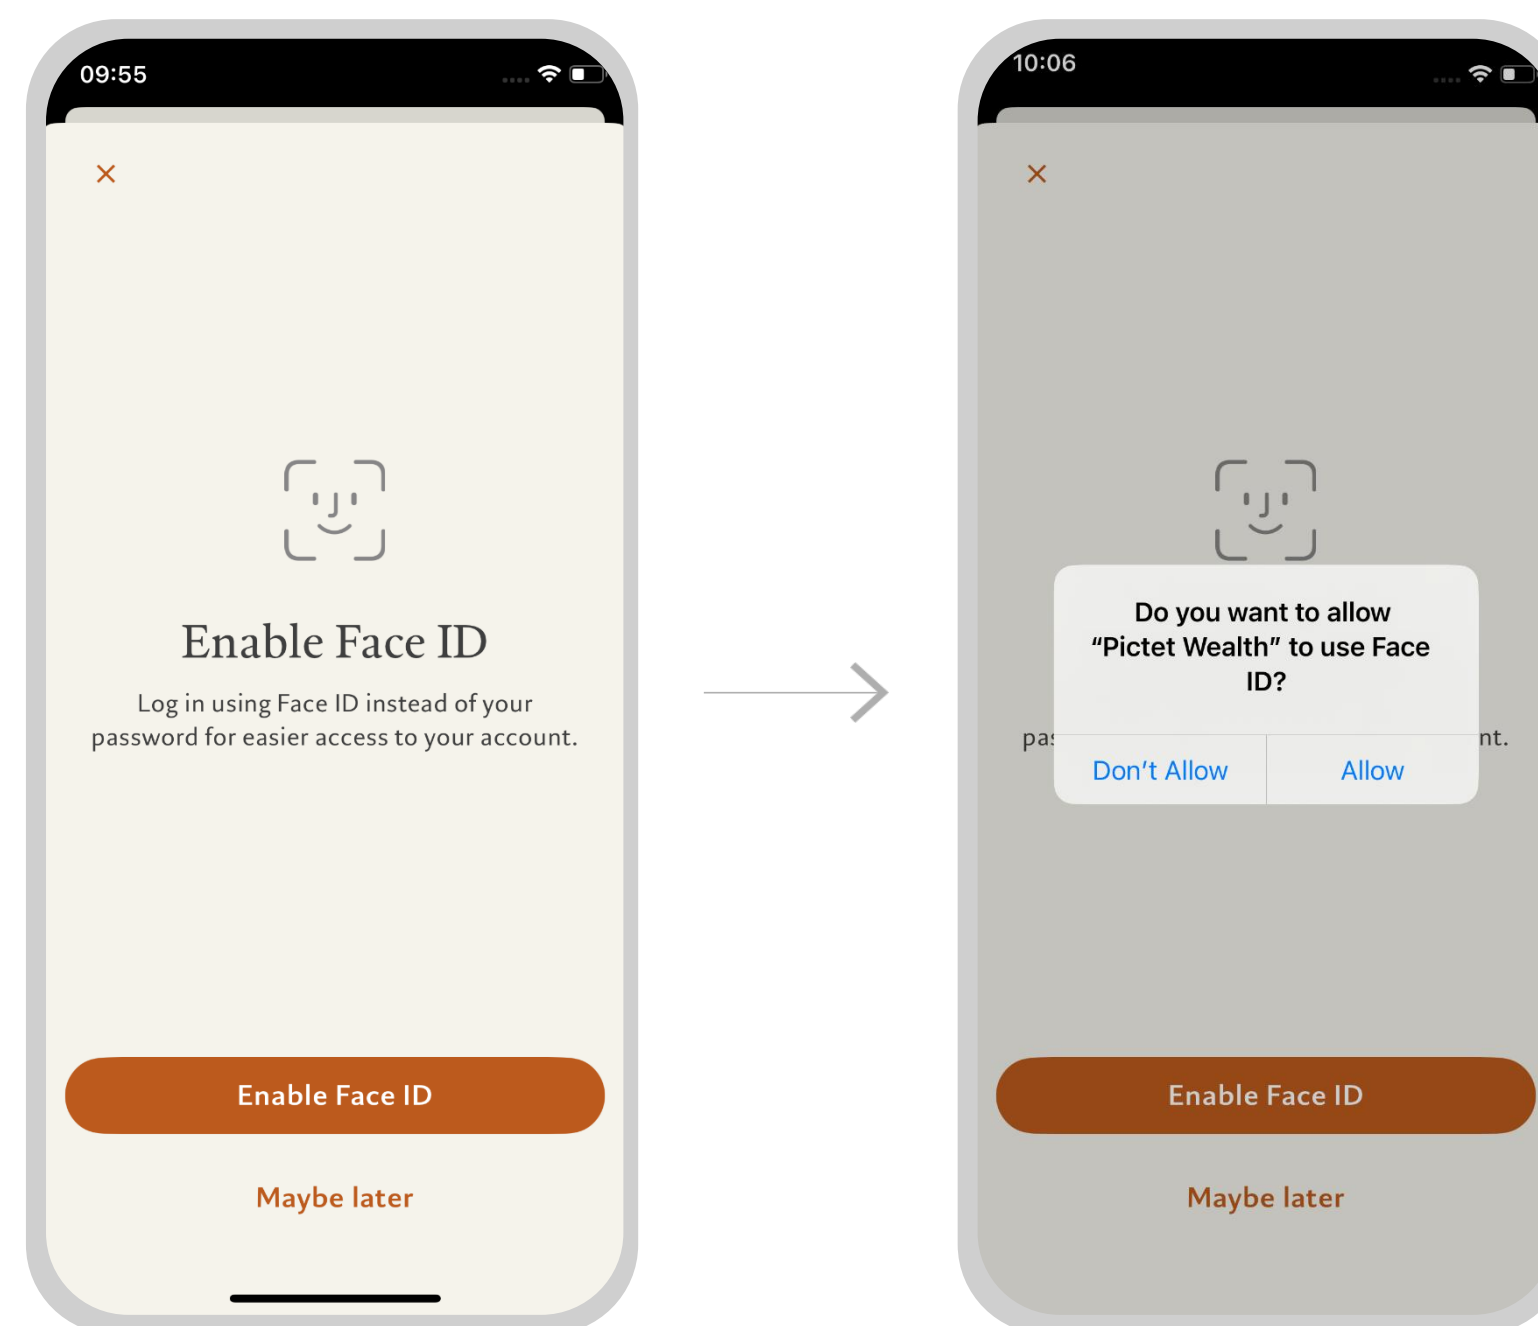 09:55
Enable Face ID
Log in using Face ID instead of your
password for easier access to your account.
Enable Face ID
Maybe later
10:06
Do you want to allow
“Pictet Wealth” to use Face
ID?
pas
nt.
Don't Allow
Allow
Enable Face ID
Maybe later